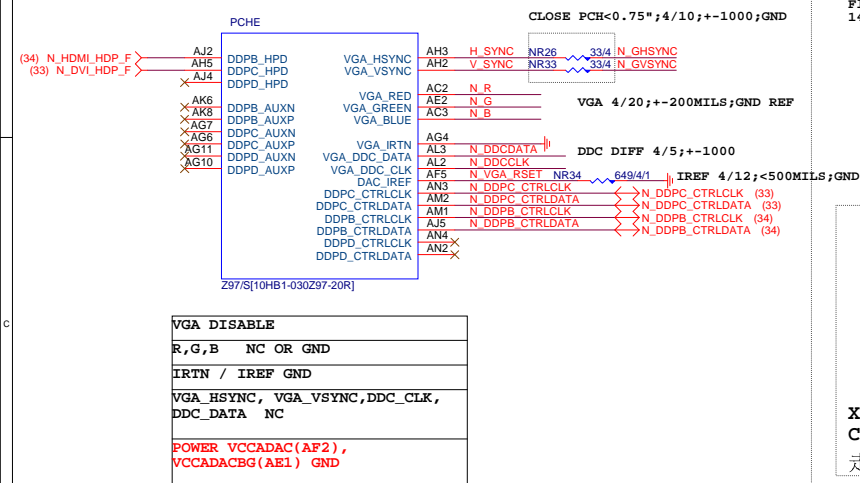 PCHE
CLOSE PCH<0.75";4/10;+-1000;GND
(34) N_HDMI_HDP_F
(33) N_DVI_HDP_F
AJ2
AH5
AJ4
AK6
AK8
AG7
AG6
AG11
AG10
DDPB_HPD
DDPC_HPD
DDPD_HPD
DDPB_AUXN
DDPB_AUXP
DDPC_AUXN
DDPC_AUXP
DDPD_AUXN
DDPD_AUXP
VGA_HSYNC
VGA_VSYNC
VGA_RED
VGA_GREEN
VGA_BLUE
VGA_IRTN
VGA_DDC_DATA
VGA_DDC_CLK
DAC_IREF
DDPC_CTRLCLK
DDPC_CTRLDATA
DDPB_CTRLCLK
DDPB_CTRLDATA
DDPD_CTRLCLK
DDPD_CTRLDATA
AH3 H_SYNC NR26 33/4 N_GHSYNC
AH2 V_SYNC NR33 33/4 N_GVSYNC
AC2 N_R
AE2 N_G
AC3 N_B
VGA 4/20;+-200MILS;GND REF
AG4
AL3 N_DDCDATA
AL2 N_DDCCLK
DDC DIFF 4/5;+-1000
AF5 N_VGA_RSET NR34 649/4/1 IREF 4/12;<500MILS;GND
AN3 N_DDPC_CTRLCLK N_DDPC_CTRLCLK (33)
AM2 N_DDPC_CTRLDATA N_DDPC_CTRLDATA (33)
AM1 N_DDPB_CTRLCLK N_DDPB_CTRLCLK (34)
AJ5 N_DDPB_CTRLDATA N_DDPB_CTRLDATA (34)
AN4
AN2
Z97/S[10HB1-030Z97-20R]
C
VGA DISABLE
R,G,B NC OR GND
IRTN / IREF GND
VGA_HSYNC, VGA_VSYNC,DDC_CLK,
DDC_DATA NC
POWER VCCADAC(AF2),
VCCADACBG(AE1) GND